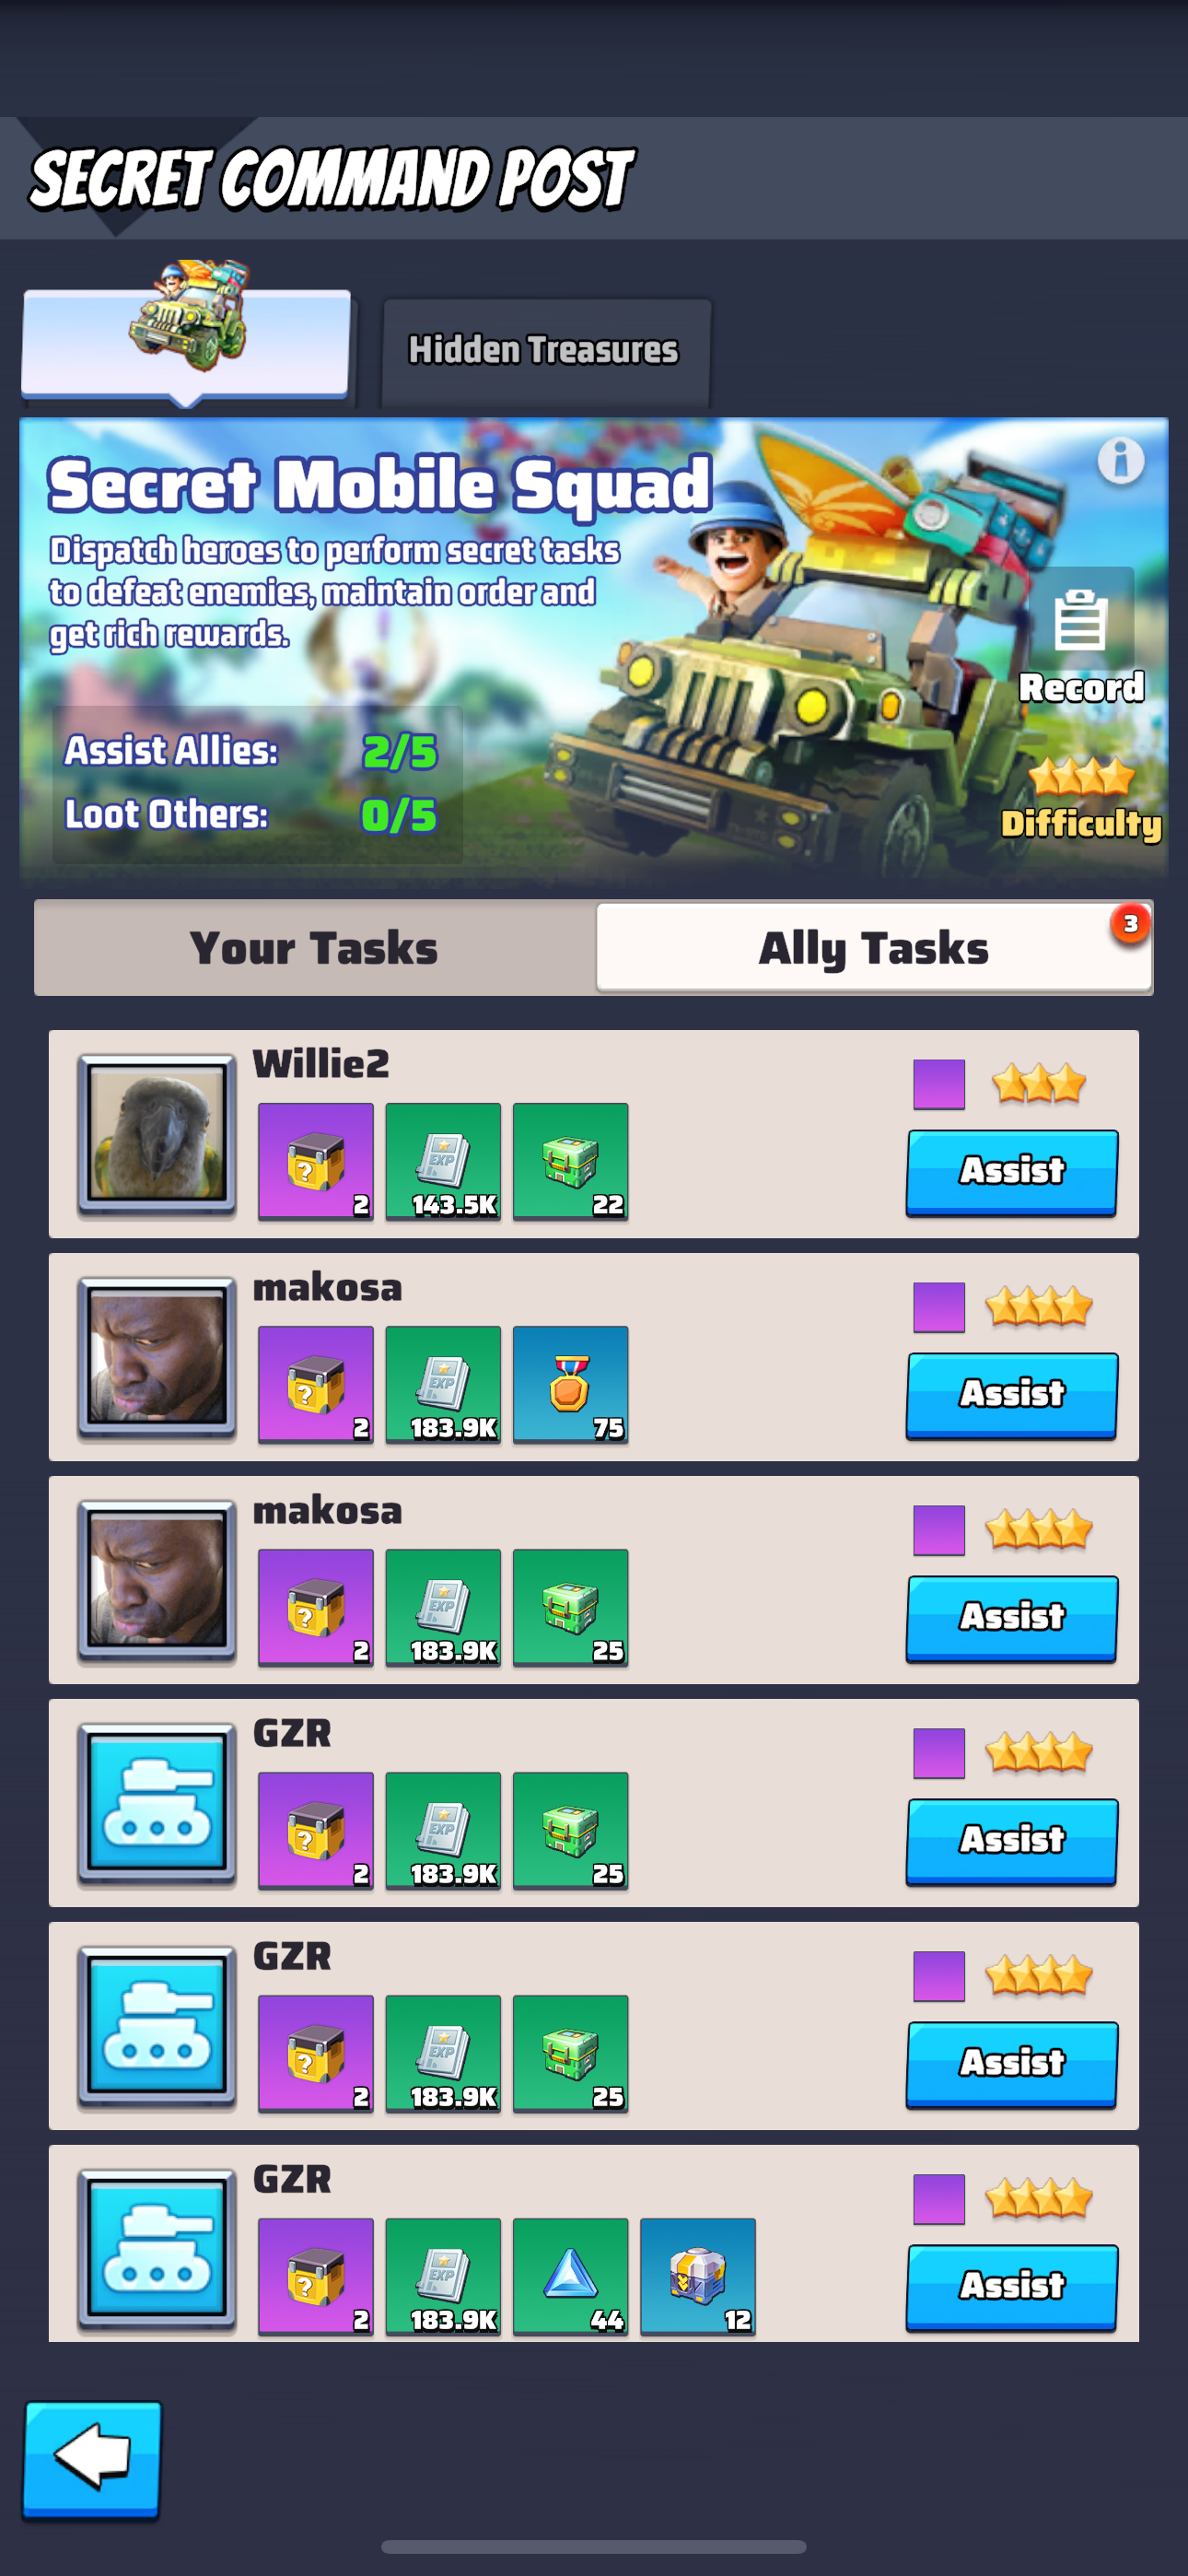 SECRET COMMAND POST
Hidden Treasures
Secret Mobile Squad
Dispatch heroes to perform secret tasks
to defeat enemies, maintain order and
get rich rewards.
Record
Assist Allies: 2/5
Loot Others: 0/5
Difficulty
Your Tasks
Ally Tasks
3
Willie2
?
2
EXP
143.5K
22
Assist
makosa
?
2
EXP
183.9K
75
Assist
makosa
?
2
EXP
183.9K
25
Assist
GZR
?
2
EXP
183.9K
25
Assist
GZR
?
2
EXP
183.9K
25
Assist
GZR
?
2
EXP
183.9K
44
12
Assist